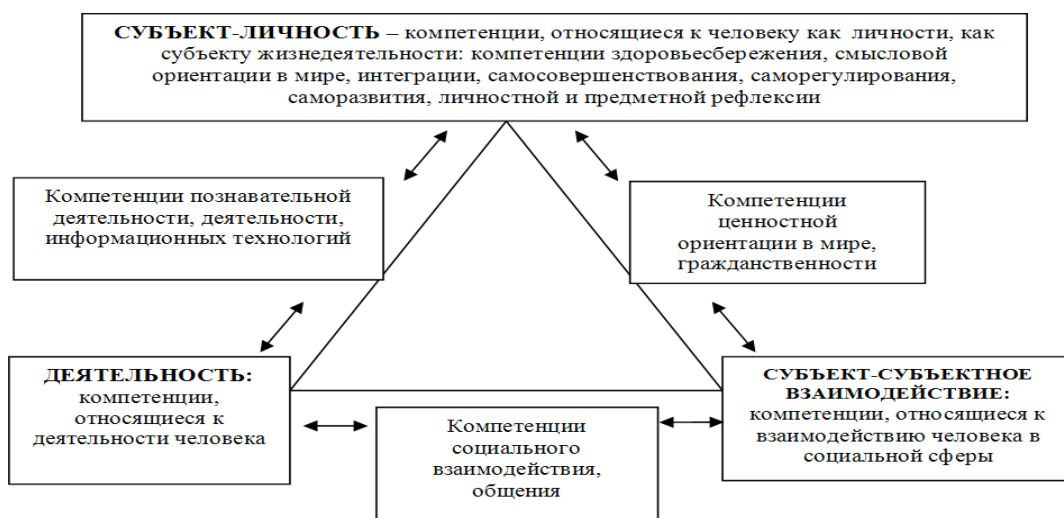 СУБЪЕКТ-ЛИЧНОСТЬ – компетенции, относящиеся к человеку как личности, как
субъекту жизнедеятельности: компетенции здоровьесбережения, смысловой
ориентации в мире, интеграции, самосовершенствования, саморегулирования,
саморазвития, личностной и предметной рефлексии
Компетенции познавательной
деятельности, деятельности,
информационных технологий
Компетенции
ценностной
ориентации в мире,
гражданственности
ДЕЯТЕЛЬНОСТЬ:
компетенции,
относящиеся к
деятельности человека
Компетенции
социального
взаимодействия,
общения
СУБЪЕКТ-СУБЪЕКТНОЕ
ВЗАИМОДЕЙСТВИЕ:
компетенции, относящиеся к
взаимодействию человека в
социальной сферы